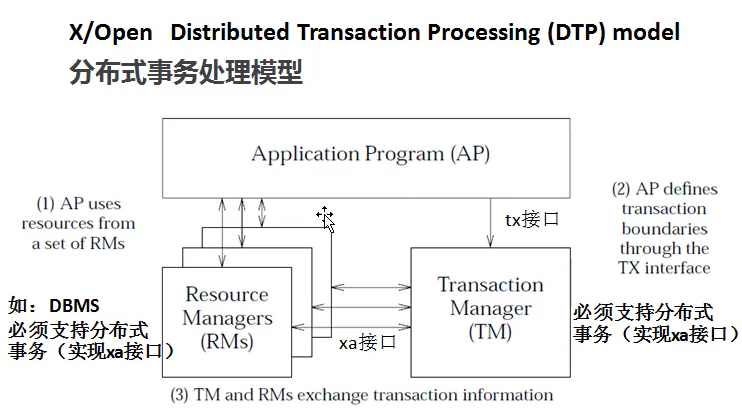 X/Open Distributed Transaction Processing (DTP) model
分布式事务处理模型
Application Program (AP)
(1) AP uses
resources from
a set of RMs
(2) AP defines
transaction
boundaries
through the
TX interface
tx接口
如：DBMS
必须支持分布式
事务（实现xa接口）
Resource
Managers
(RMs)
xa接口
Transaction
Manager
(TM)
必须支持分布式
事务（实现xa接口）
(3) TM and RMs exchange transaction information